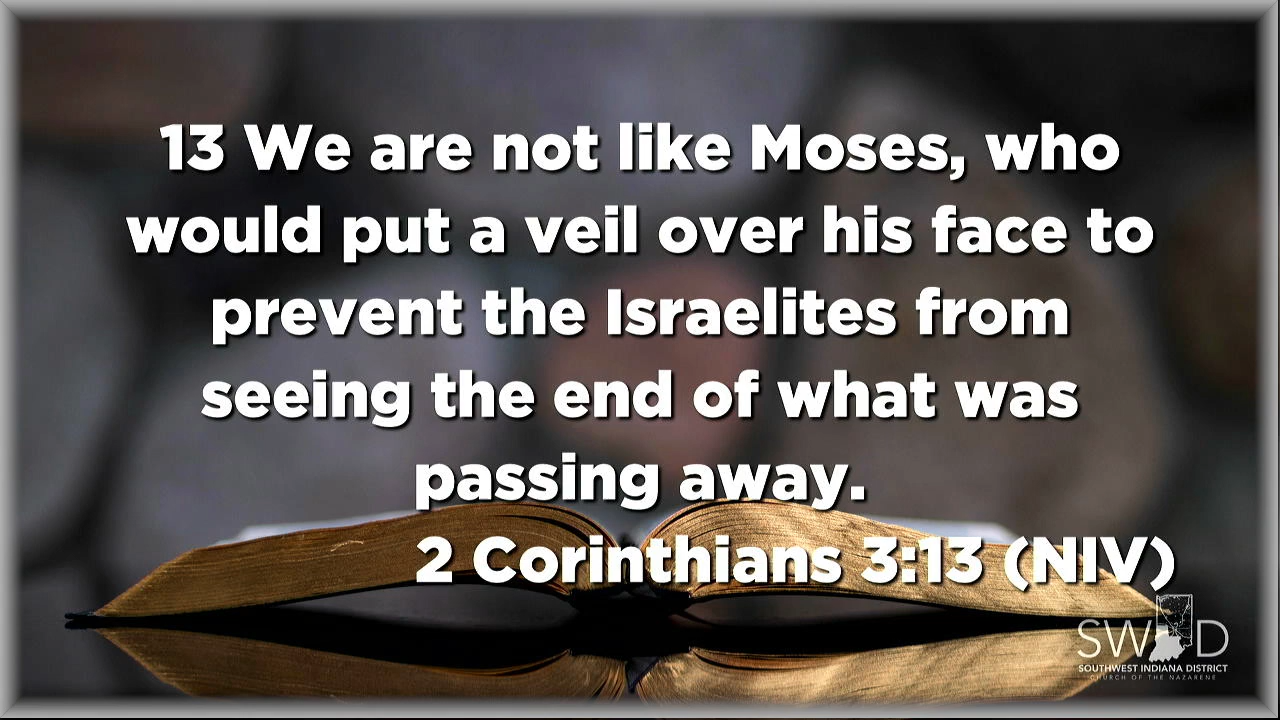 13 We are not like Moses, who
would put a veil over his face to
prevent the Israelites from
seeing the end of what was
passing away.
2 Corinthians 3:13 (NIV)
SW D
SOUTHWEST INDIANA DISTRICT
CHURCH OF THE NAZARENE